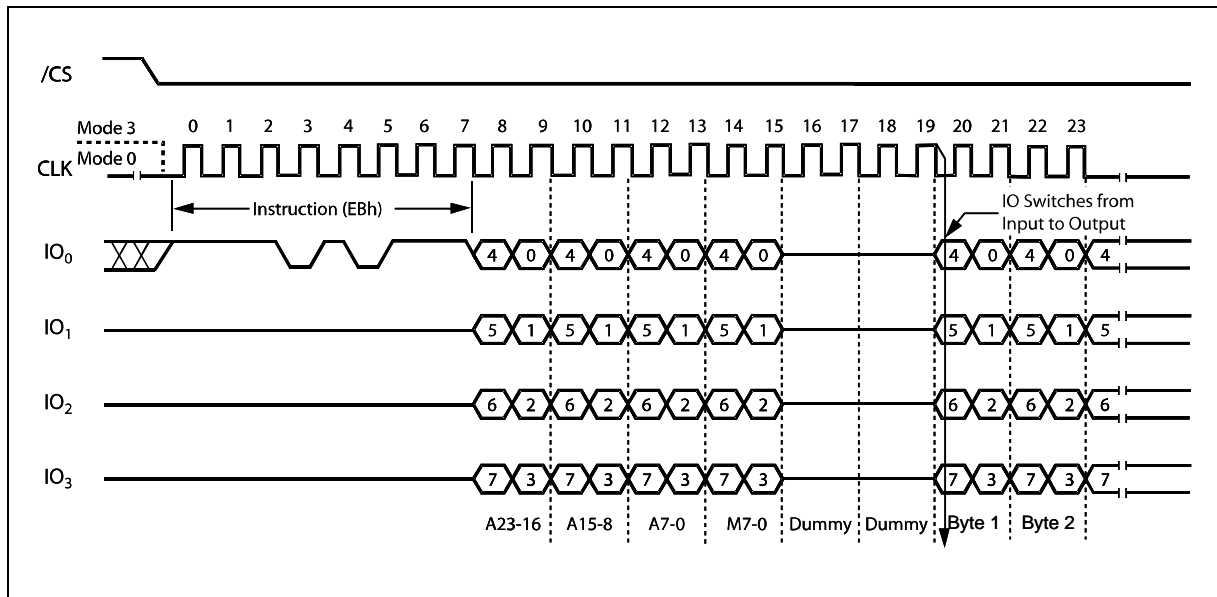 /CS
Mode 3
0 1 2 3 4 5 6 7 8 9 10 11 12 13 14 15 16 17 18 19 20 21 22 23
Mode 0
CLK
Instruction (EBh)
IO Switches from
Input to Output
IO₀ 4 0 4 0 4 0 4 0 4 0 4 0 4
IO₁ 5 1 5 1 5 1 5 1 5 1 5 1 5
IO₂ 6 2 6 2 6 2 6 2 6 2 6 2 6
IO₃ 7 3 7 3 7 3 7 3 7 3 7 3 7
A23-16 A15-8 A7-0 M7-0 Dummy Dummy Byte 1 Byte 2